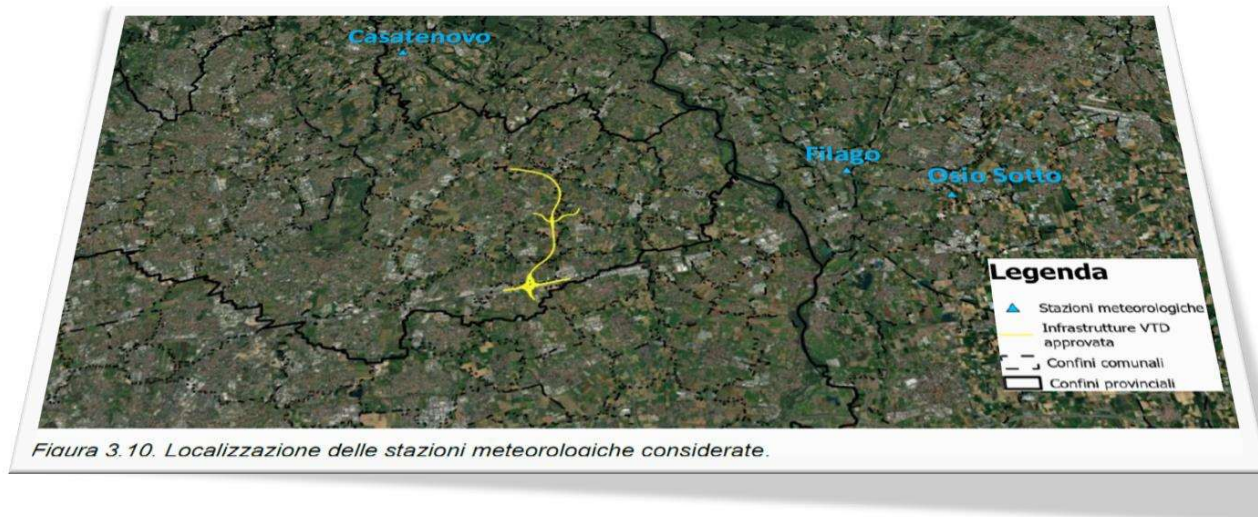 Casatenovo
Filago
Osio Sotto
Legenda
Stazioni meteorologiche
Infrastrutture VTD
approvata
Confini comunali
Confini provinciali
Figura 3.10. Localizzazione delle stazioni meteorologiche considerate.